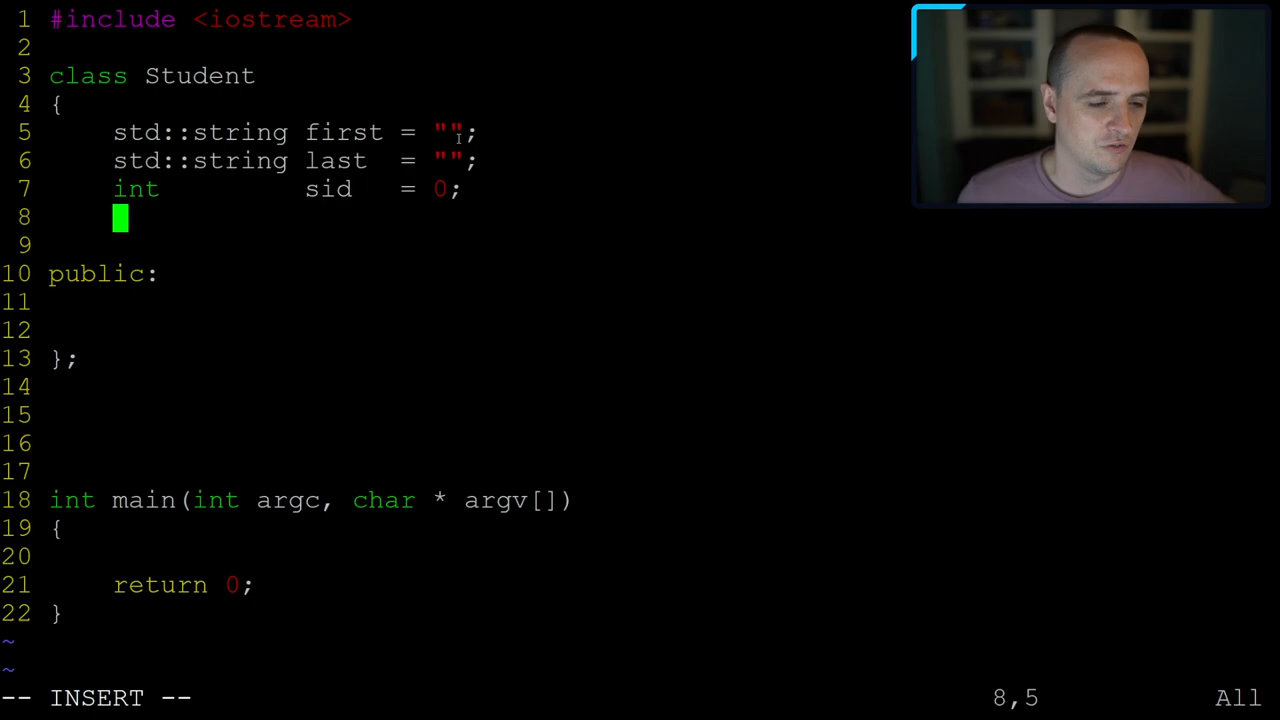 1 #include <iostream>
2
3 class Student
4 {
5     std::string first = "";
6     std::string last  = "";
7     int         sid   = 0;
8
9
10 public:
11
12
13 };
14
15
16
17
18 int main(int argc, char * argv[])
19 {
20
21     return 0;
22 }
~
~
-- INSERT -- 8,5 All